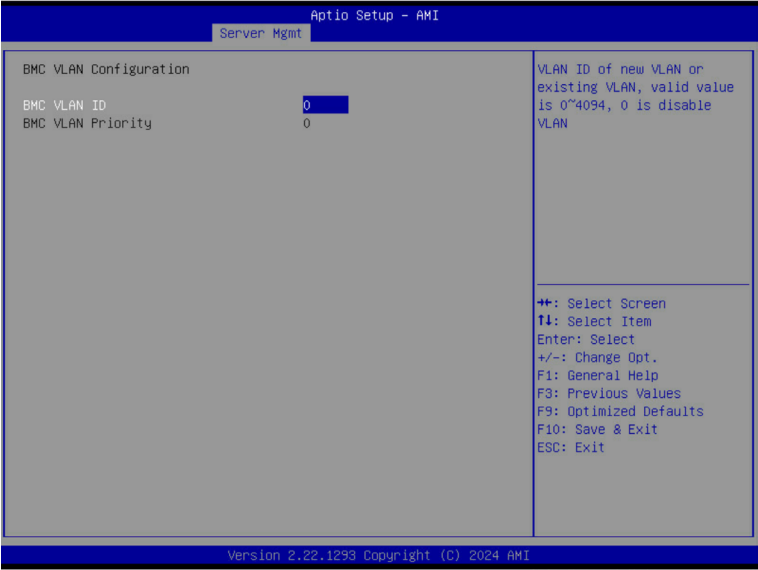 Aptio Setup - AMI
Server Mgmt
BMC VLAN Configuration
BMC VLAN ID 0
BMC VLAN Priority 0
VLAN ID of new VLAN or
existing VLAN, valid value
is 0~4094, 0 is disable
VLAN
→←: Select Screen
↑↓: Select Item
Enter: Select
+/-: Change Opt.
F1: General Help
F3: Previous Values
F9: Optimized Defaults
F10: Save & Exit
ESC: Exit
Version 2.22.1293 Copyright (C) 2024 AMI